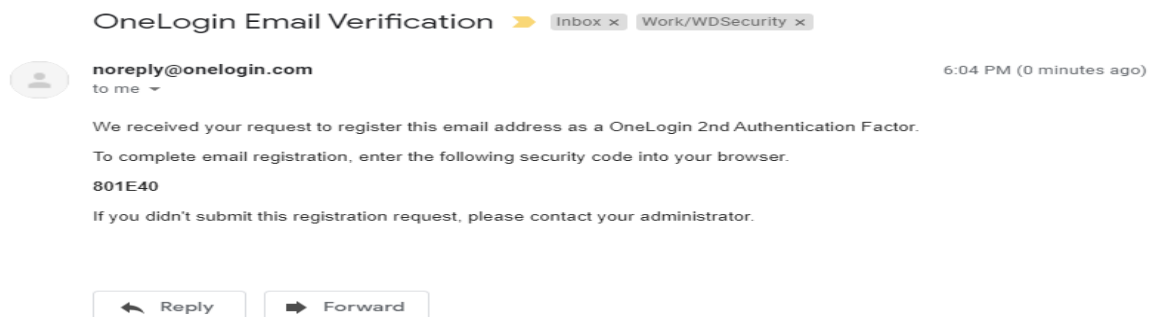 OneLogin Email Verification Inbox x Work/WDSecurity x
noreply@onelogin.com 6:04 PM (0 minutes ago)
to me
We received your request to register this email address as a OneLogin 2nd Authentication Factor.
To complete email registration, enter the following security code into your browser.
801E40
If you didn't submit this registration request, please contact your administrator.
Reply Forward